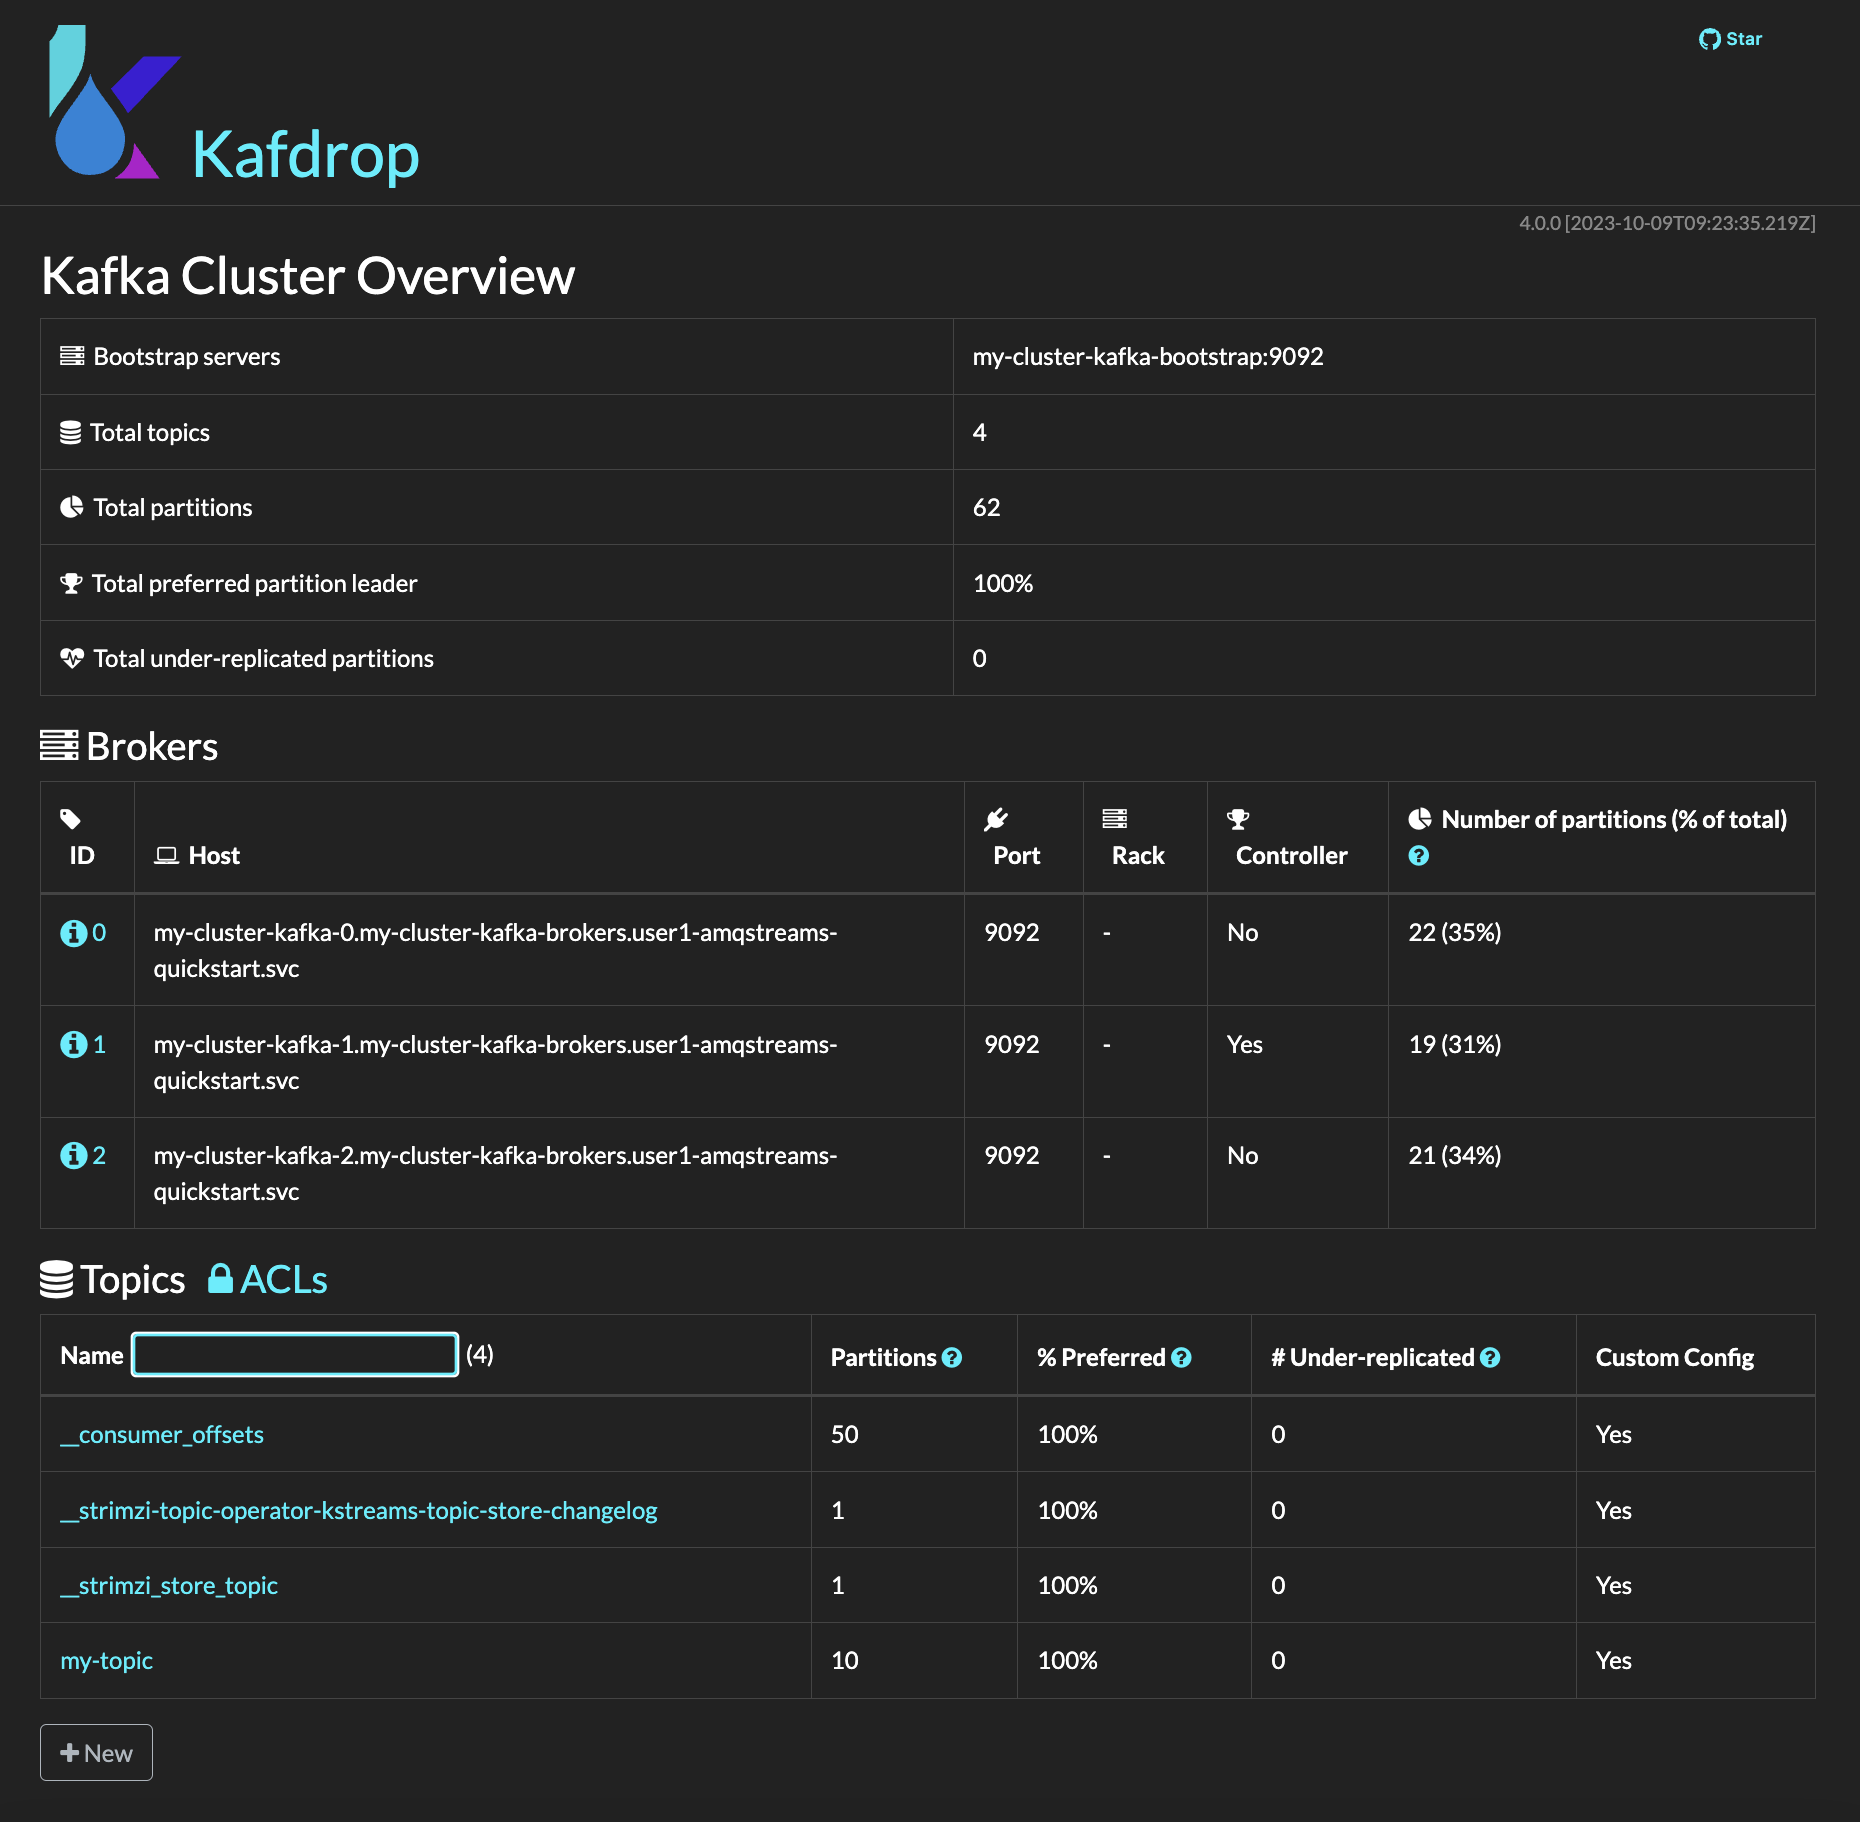 Star
Kafdrop
4.0.0 [2023-10-09T09:23:35.219Z]
Kafka Cluster Overview
Bootstrap servers my-cluster-kafka-bootstrap:9092
Total topics 4
Total partitions 62
Total preferred partition leader 100%
Total under-replicated partitions 0
Brokers
ID Host Port Rack Controller Number of partitions (% of total)
0 my-cluster-kafka-0.my-cluster-kafka-brokers.user1-amqstreams- 9092 - No 22 (35%)
quickstart.svc
1 my-cluster-kafka-1.my-cluster-kafka-brokers.user1-amqstreams- 9092 - Yes 19 (31%)
quickstart.svc
2 my-cluster-kafka-2.my-cluster-kafka-brokers.user1-amqstreams- 9092 - No 21 (34%)
quickstart.svc
Topics ACLs
Name (4) Partitions % Preferred # Under-replicated Custom Config
__consumer_offsets 50 100% 0 Yes
__strimzi-topic-operator-kstreams-topic-store-changelog 1 100% 0 Yes
__strimzi_store_topic 1 100% 0 Yes
my-topic 10 100% 0 Yes
New